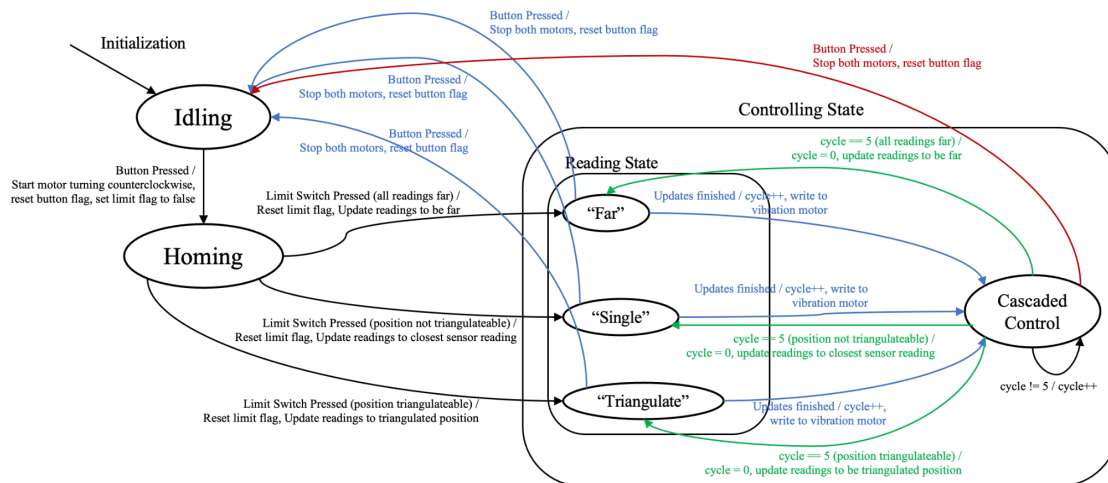 Initialization
Idling
Button Pressed /
Stop both motors, reset button flag
Button Pressed /
Stop both motors, reset button flag
Button Pressed /
Stop both motors, reset button flag
Button Pressed /
Stop both motors, reset button flag
Button Pressed /
Start motor turning counterclockwise,
reset button flag, set limit flag to false
Homing
Limit Switch Pressed (all readings far) /
Reset limit flag, Update readings to be far
Limit Switch Pressed (position not triangulateable) /
Reset limit flag, Update readings to closest sensor reading
Limit Switch Pressed (position triangulateable) /
Reset limit flag, Update readings to triangulated position
Controlling State
Reading State
“Far”
“Single”
“Triangulate”
cycle == 5 (all readings far) /
cycle = 0, update readings to be far
Updates finished / cycle++, write to
vibration motor
Updates finished / cycle++, write to
vibration motor
cycle == 5 (position not triangulateable) /
cycle = 0, update readings to closest sensor reading
Updates finished / cycle++,
write to vibration motor
cycle == 5 (position triangulateable) /
cycle = 0, update readings to be triangulated position
Cascaded
Control
cycle != 5 / cycle++